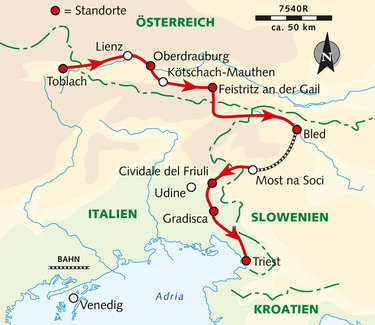 = Standorte
ÖSTERREICH
7540R
ca. 50 km
N
Lienz
Oberdrauburg
Kötschach-Mauthen
Toblach
Feistritz an der Gail
Bled
Cividale del Friuli
Most na Soci
Udine
ITALIEN
Gradisca
SLOWENIEN
Triest
BAHN
Venedig
Adria
KROATIEN